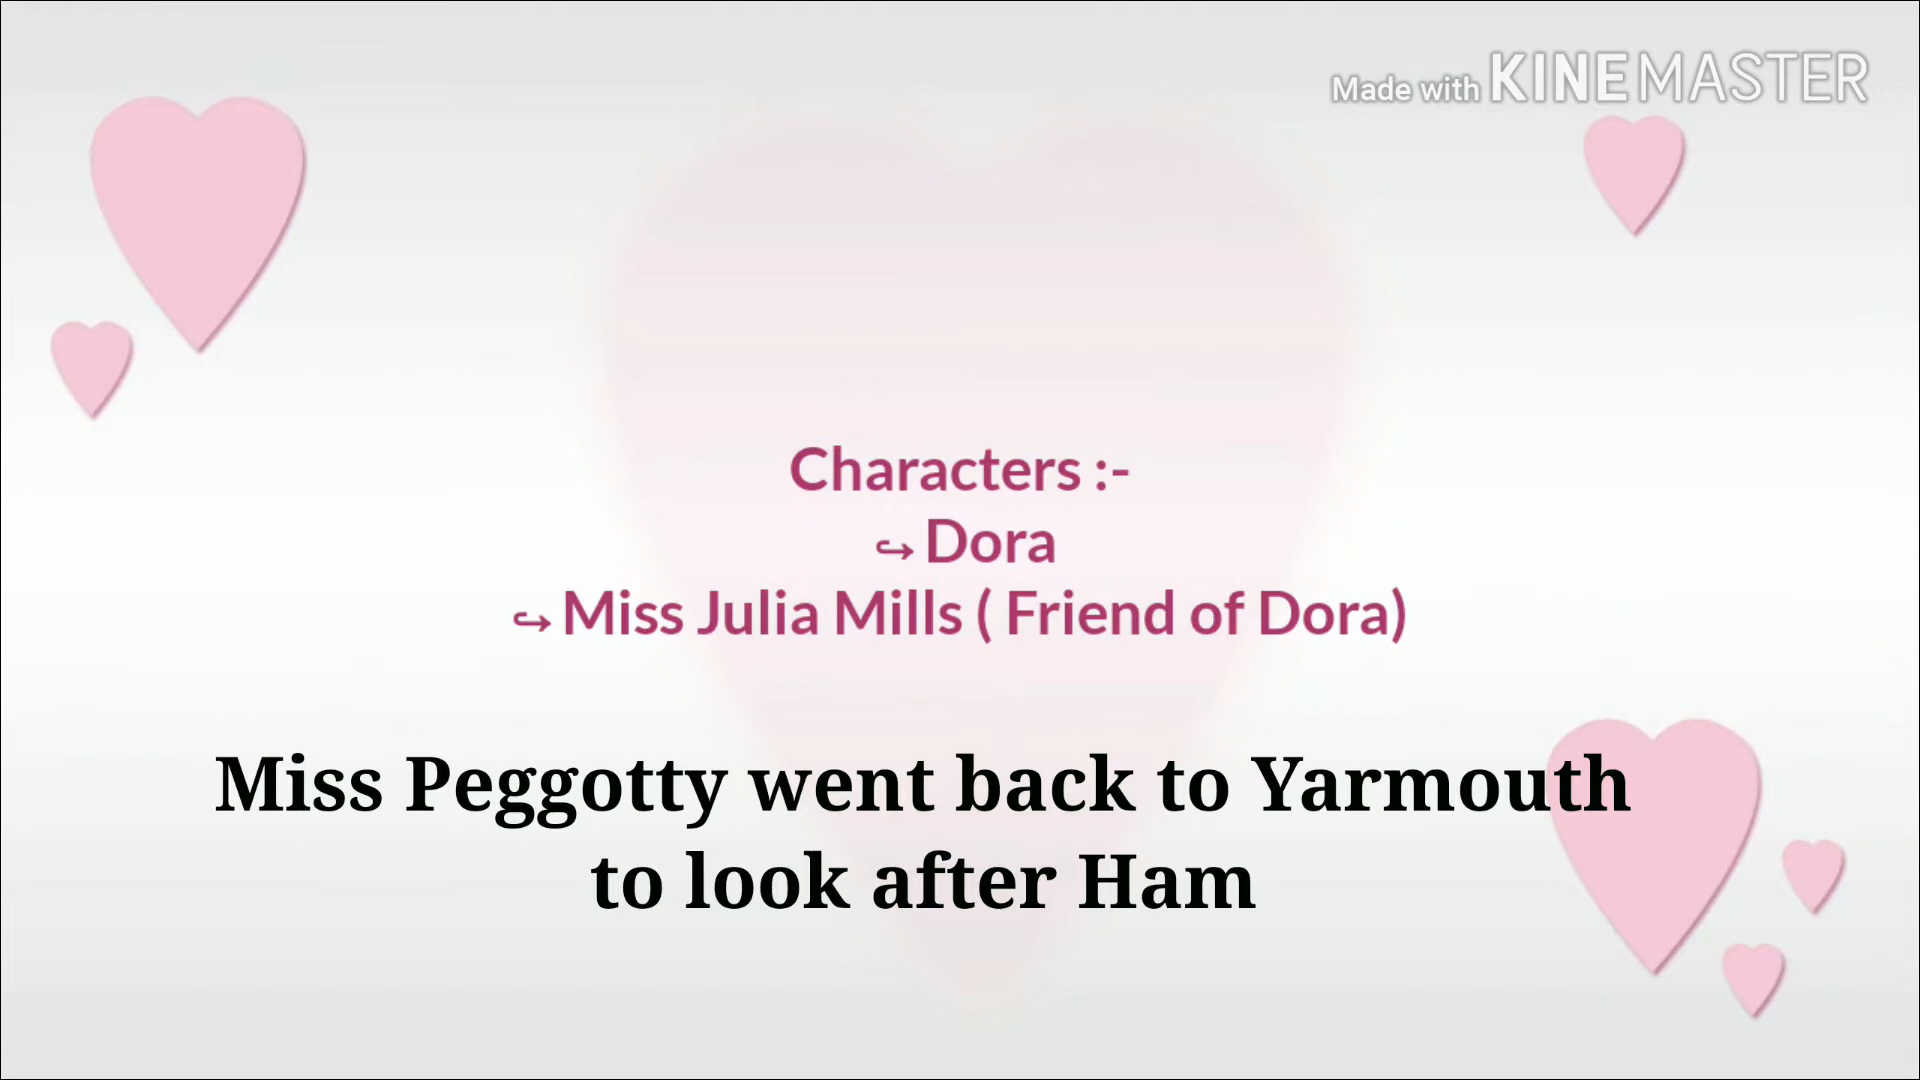 Made with KINEMASTER
Characters :-
↪Dora
↪Miss Julia Mills ( Friend of Dora)
Miss Peggotty went back to Yarmouth
to look after Ham